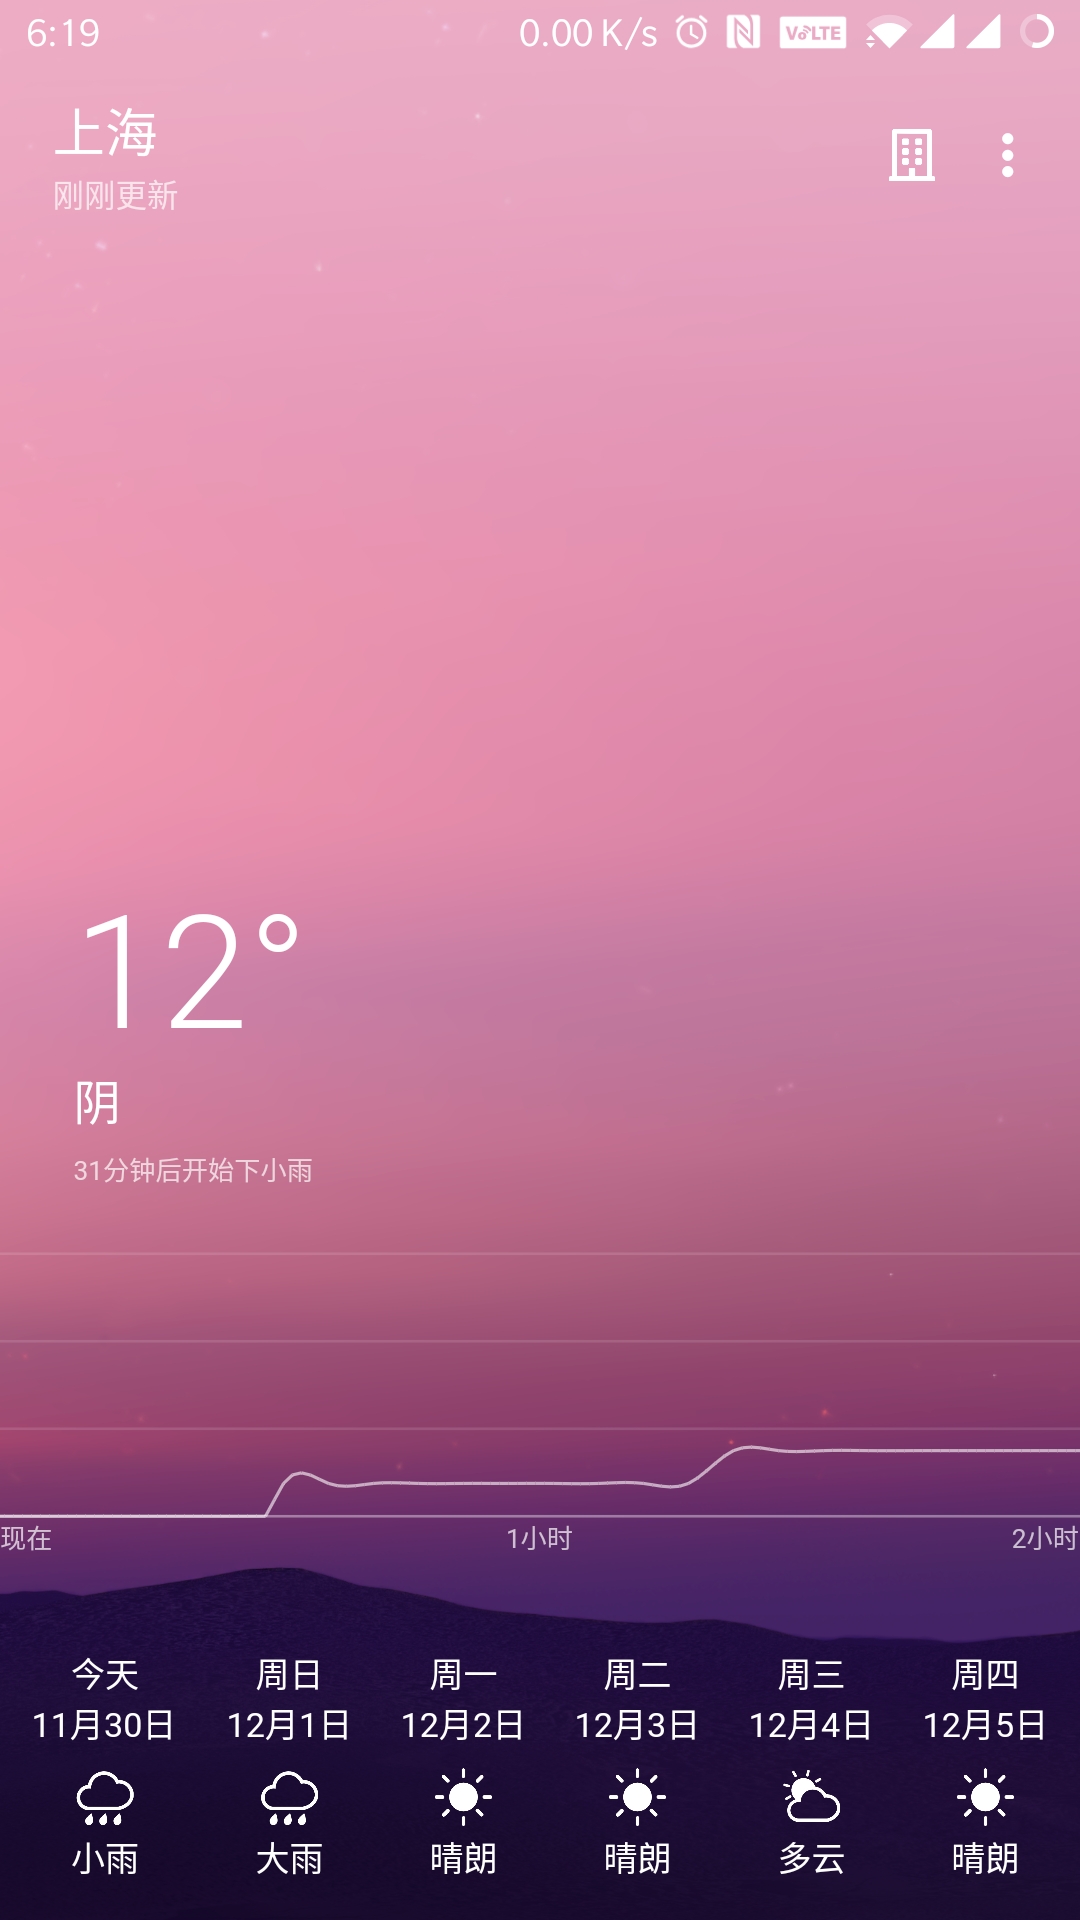 6:19 0.00 K/s VoLTE
上海
刚刚更新
12°
阴
31分钟后开始下小雨
现在 1小时 2小时
今天 周日 周一 周二 周三 周四
11月30日 12月1日 12月2日 12月3日 12月4日 12月5日
小雨 大雨 晴朗 晴朗 多云 晴朗